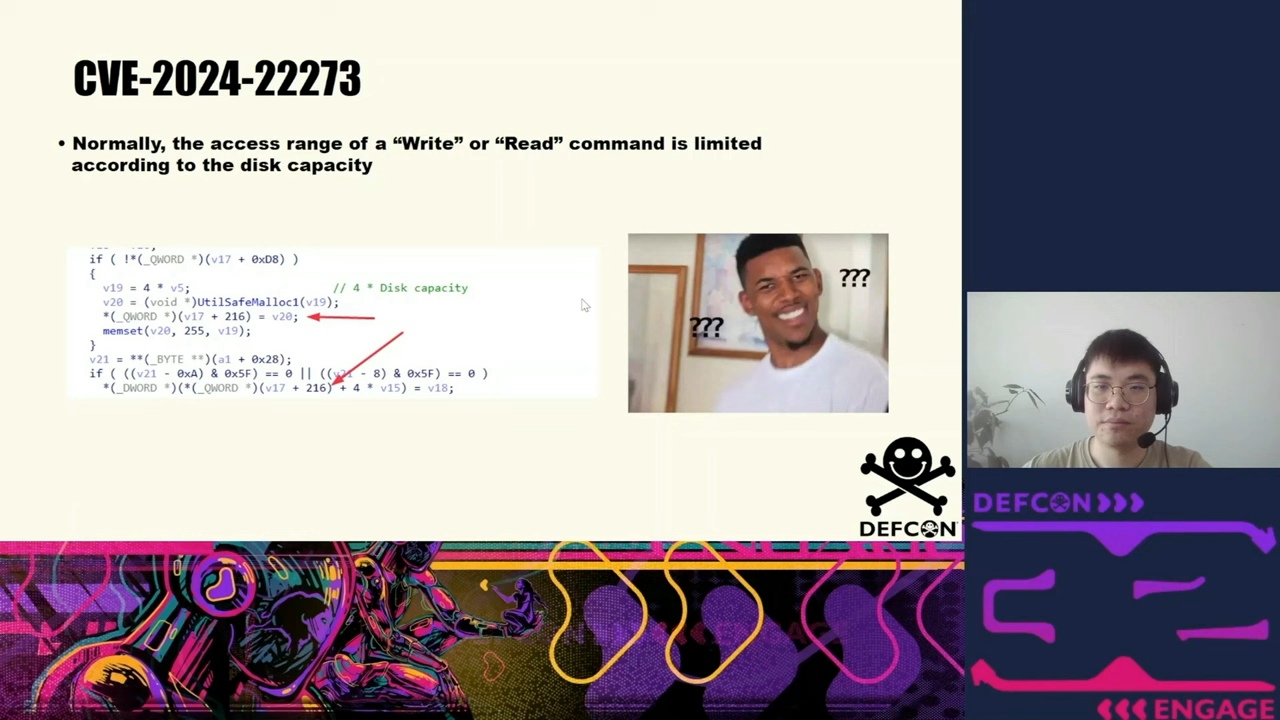 CVE-2024-22273
• Normally, the access range of a “Write” or “Read” command is limited
according to the disk capacity
if ( !*(_QWORD *)(v17 + 0xD8) )
{
v19 = 4 * v5; // 4 * Disk capacity
v20 = (void *)UtilSafeMalloc1(v19);
*(_QWORD *)(v17 + 216) = v20;
memset(v20, 255, v19);
}
v21 = **(_BYTE **)(a1 + 0x28);
if ( ((v21 - 0xA) & 0x5F) == 0 || ((v21 - 8) & 0x5F) == 0 )
*(_DWORD *)(*(_QWORD *)(v17 + 216) + 4 * v15) = v18;
???
???
DEFCON
DEFCON
ENGAGE